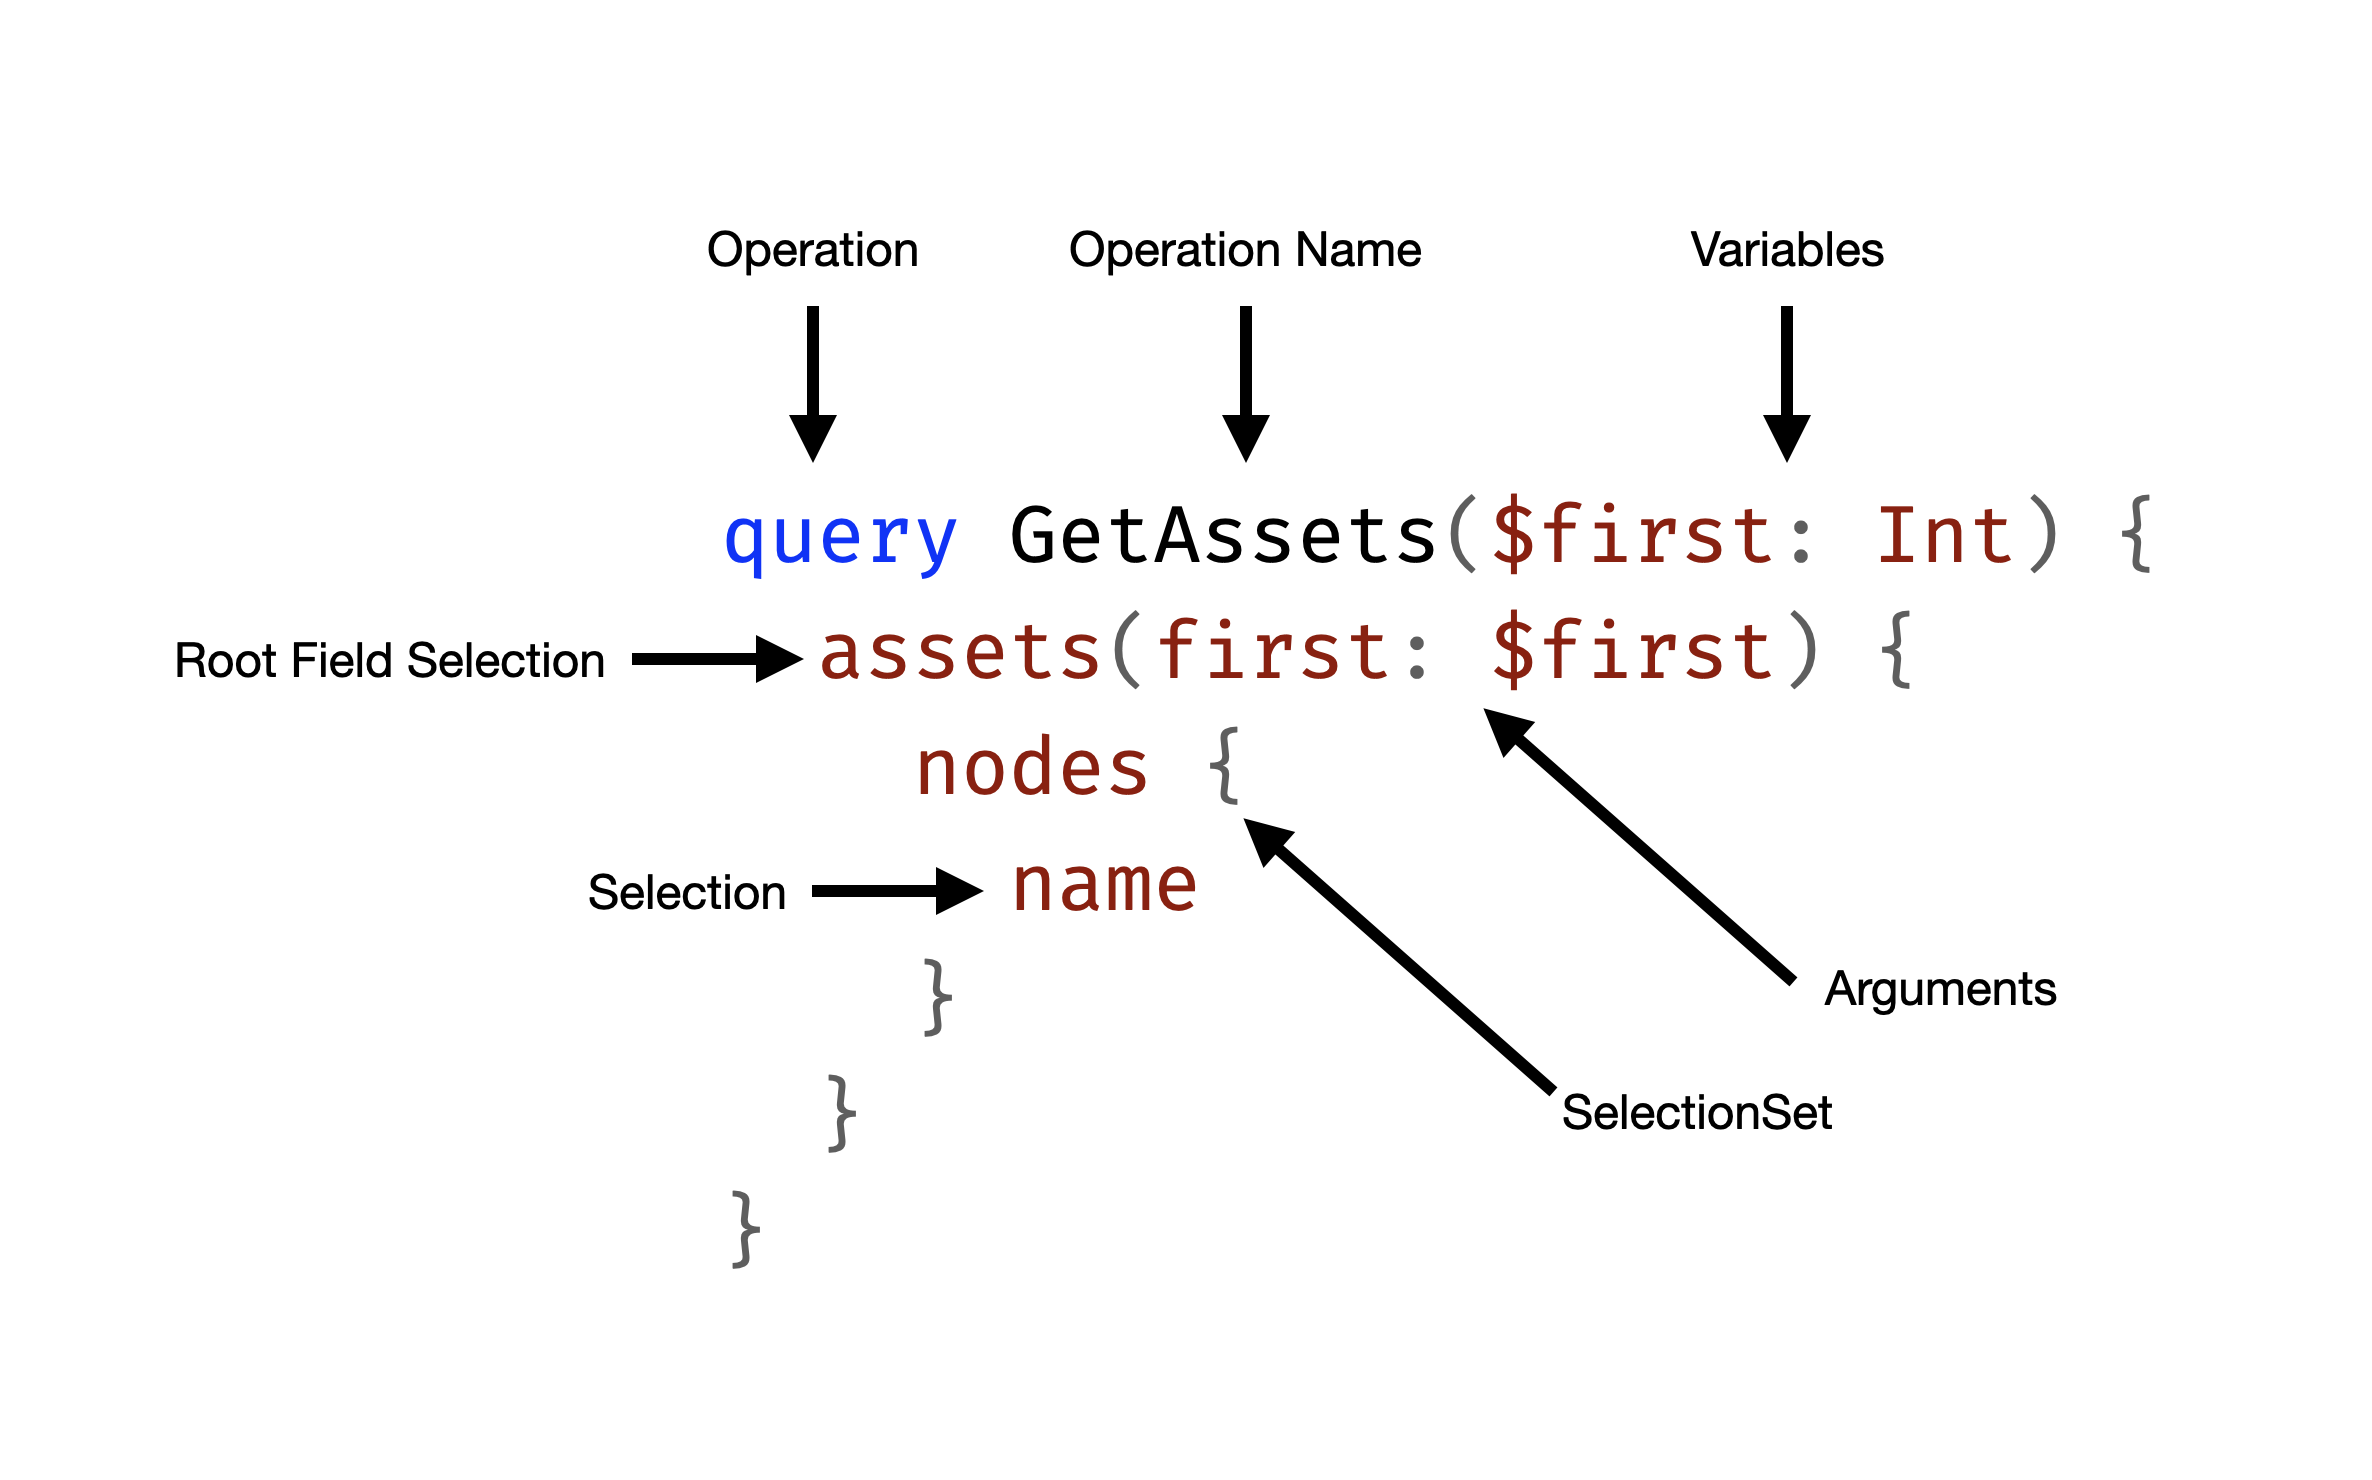 Operation
Operation Name
Variables
query GetAssets($first: Int) {
Root Field Selection
assets(first: $first) {
nodes {
Selection
name
}
Arguments
}
SelectionSet
}